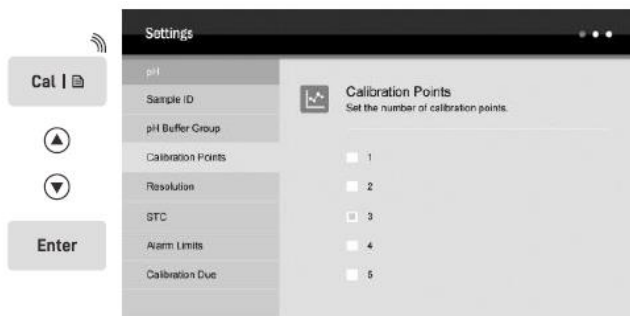 Settings
Cal |
Enter
pH
Sample ID
pH Buffer Group
Calibration Points
Resolution
STC
Alarm Limits
Calibration Due
Calibration Points
Set the number of calibration points.
1
2
3
4
5